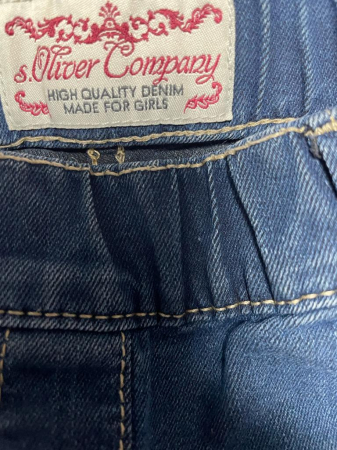 s.Oliver Company
HIGH QUALITY DENIM
MADE FOR GIRLS